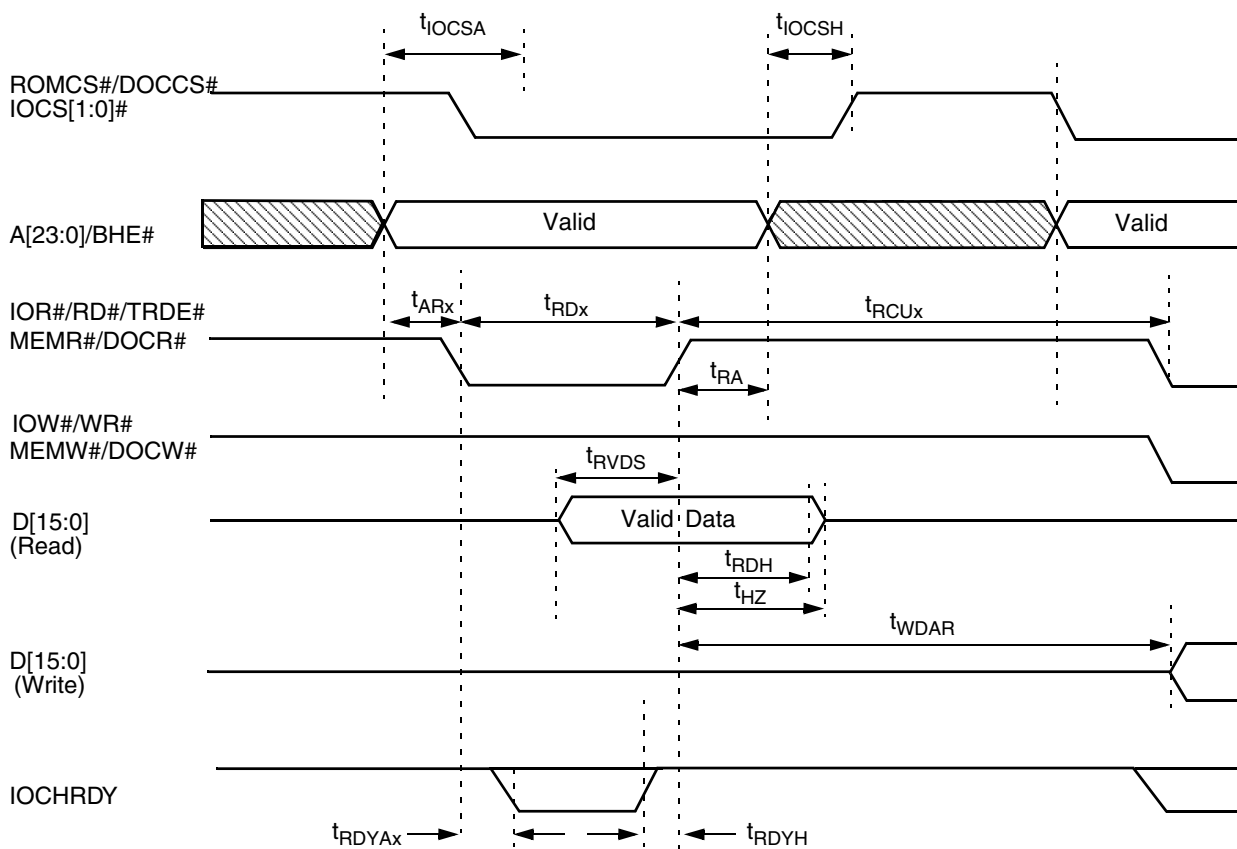 tIOCSA
tIOCSH
ROMCS#/DOCCS#
IOCS[1:0]#
A[23:0]/BHE#
Valid
Valid
IOR#/RD#/TRDE#
MEMR#/DOCR#
tARx
tRDx
tRCUx
tRA
IOW#/WR#
MEMW#/DOCW#
tRVDS
D[15:0]
(Read)
Valid Data
tRDH
tHZ
tWDAR
D[15:0]
(Write)
IOCHRDY
tRDYAx
tRDYH